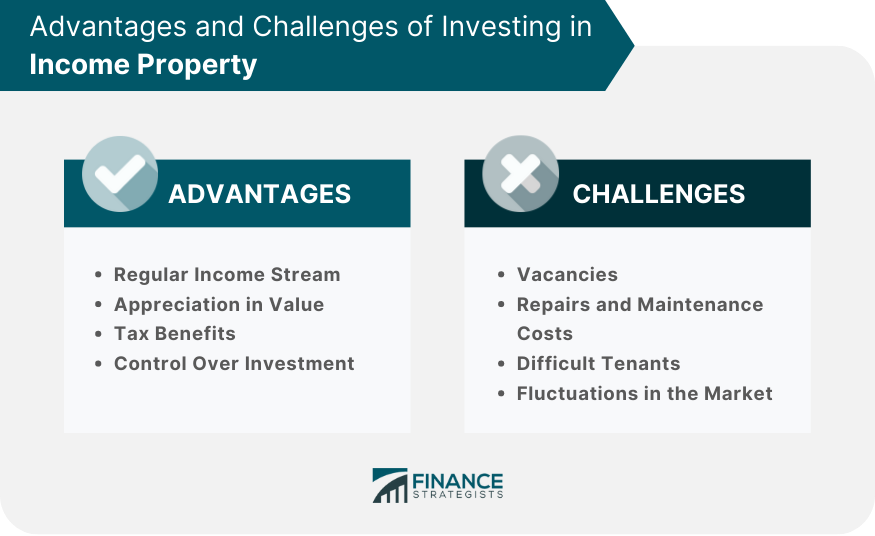 Advantages and Challenges of Investing in
Income Property
ADVANTAGES
• Regular Income Stream
• Appreciation in Value
• Tax Benefits
• Control Over Investment
CHALLENGES
• Vacancies
• Repairs and Maintenance
Costs
• Difficult Tenants
• Fluctuations in the Market
FINANCE
STRATEGISTS